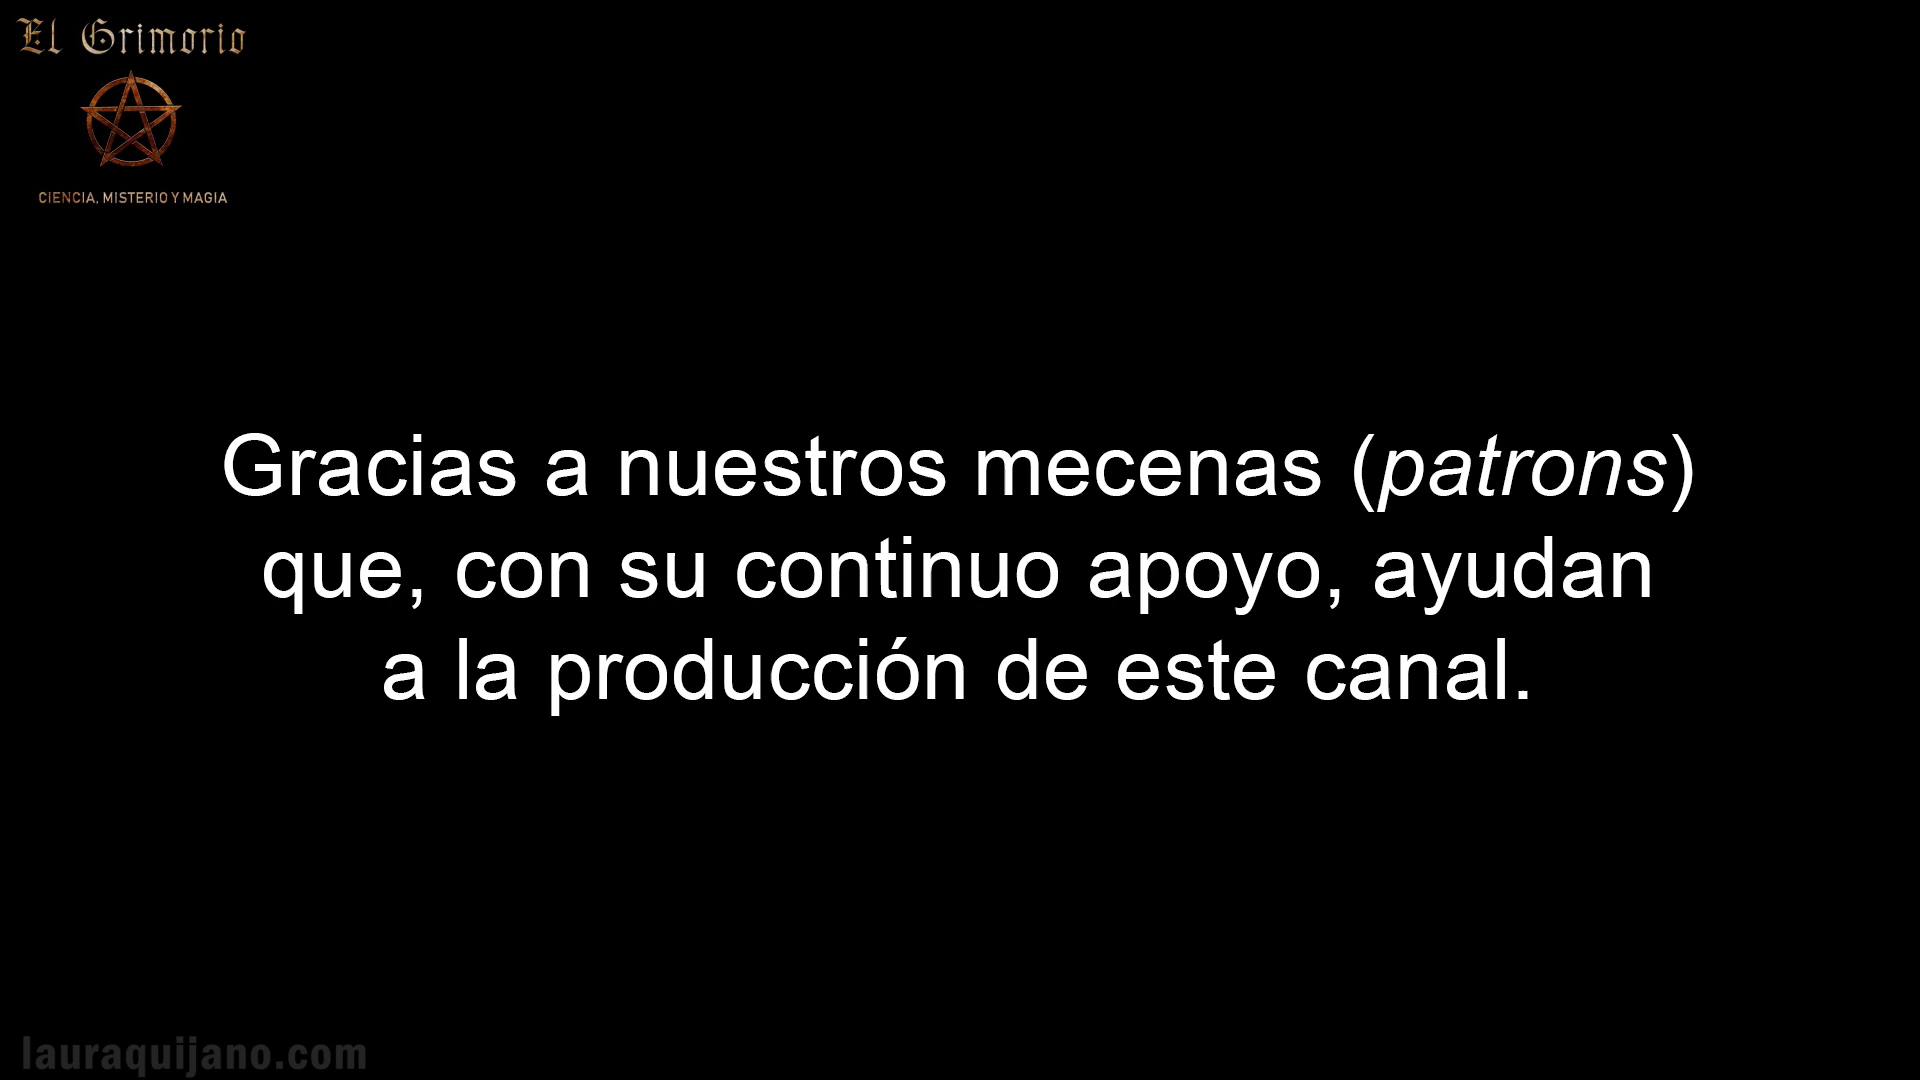 El Grimorio
CIENCIA, MISTERIO Y MAGIA
Gracias a nuestros mecenas (patrons)
que, con su continuo apoyo, ayudan
a la producción de este canal.
lauraquijano.com